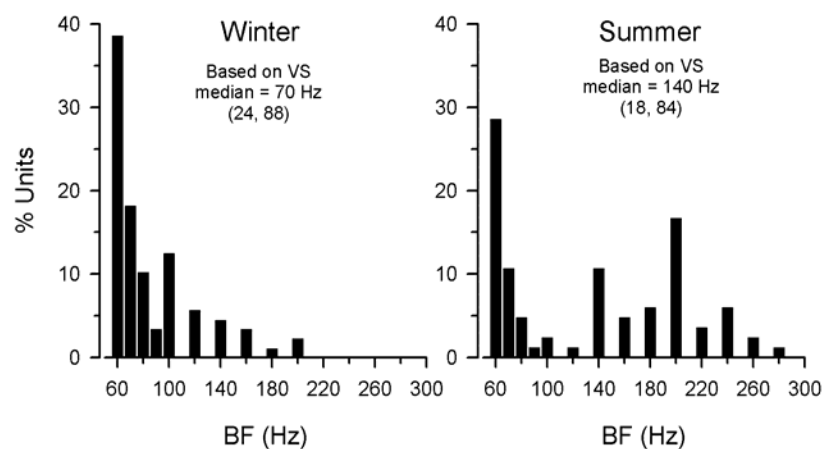 Winter
Based on VS
median = 70 Hz
(24, 88)
40
30
20
10
0
% Units
60 100 140 180 220 260 300
BF (Hz)
Summer
Based on VS
median = 140 Hz
(18, 84)
40
30
20
10
0
60 100 140 180 220 260 300
BF (Hz)